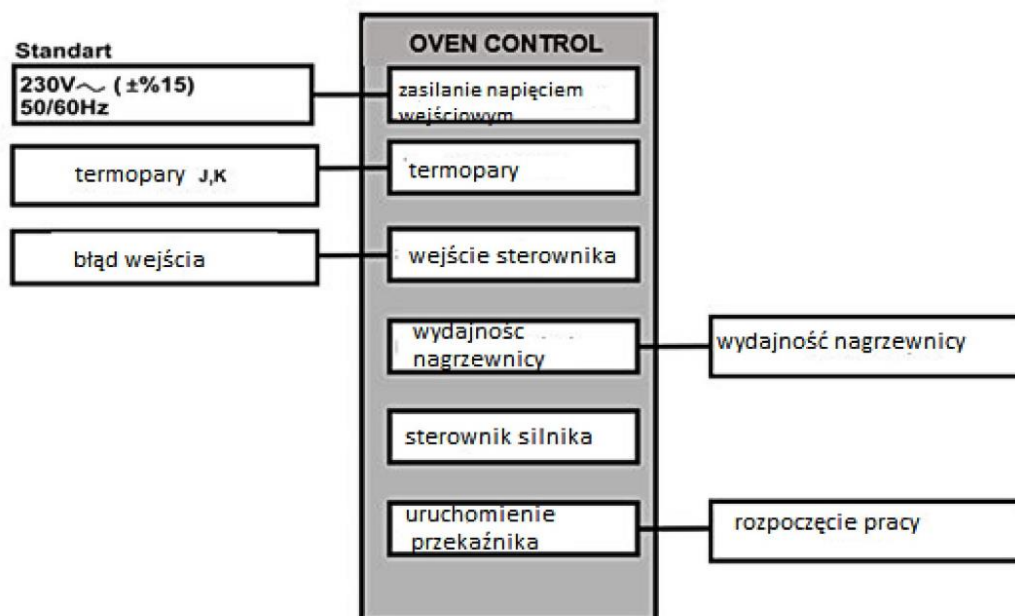 OVEN CONTROL
Standart
230V～ (±%15)
50/60Hz
zasilanie napięciem
wejściowym
termopary J,K
termopary
błąd wejścia
wejście sterownika
wydajnośc
nagrzewnicy
wydajność nagrzewnicy
sterownik silnika
uruchomienie
przekaźnika
rozpoczęcie pracy